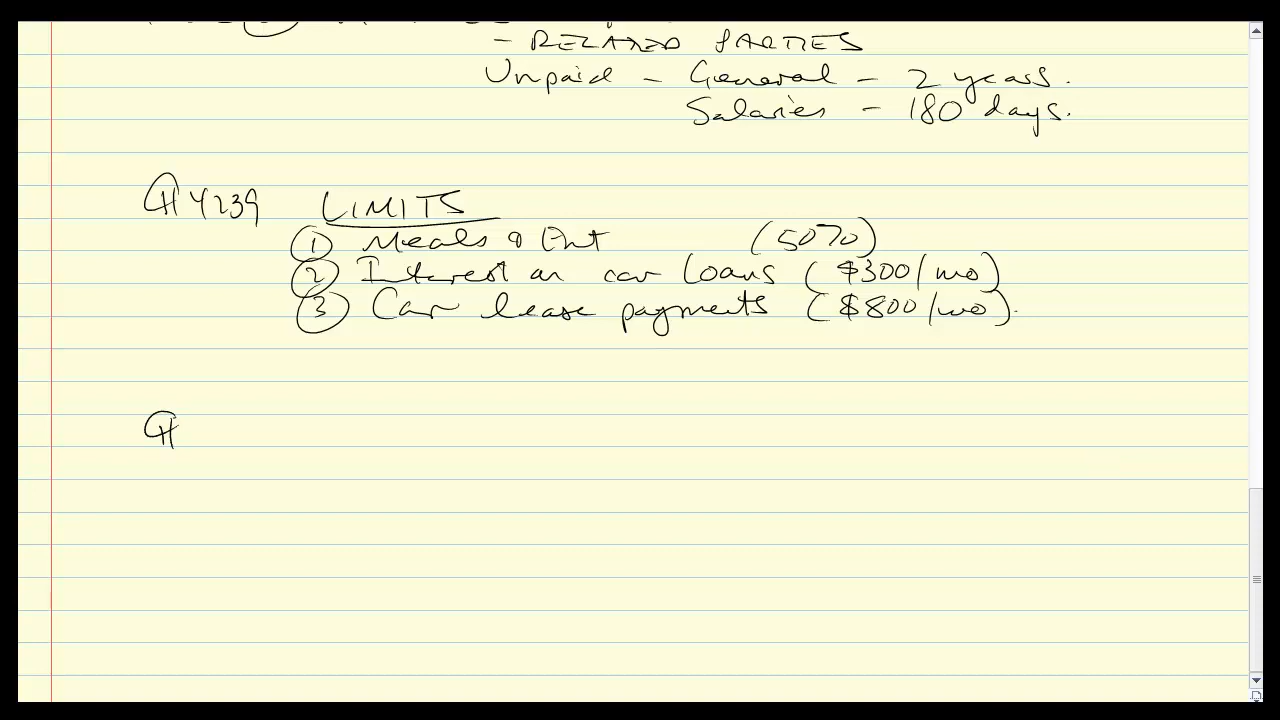 - RELATED PARTIES
Unpaid - General - 2 years.
Salaries - 180 days.
¶4239 LIMITS
① Meals & Ent (50%)
② Interest on car loans ($300/mo)
③ Car lease payments ($800/mo).
¶